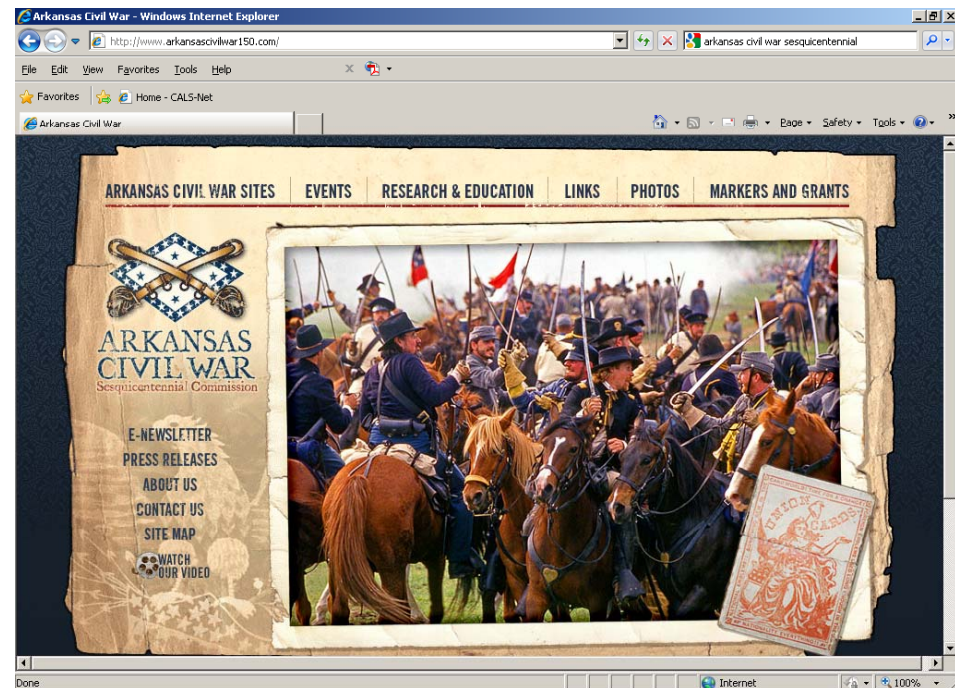 Arkansas Civil War - Windows Internet Explorer
http://www.arkansascivilwar150.com/
arkansas civil war sesquicentennial
File Edit View Favorites Tools Help
Favorites Home - CALS-Net
Arkansas Civil War
Page Safety Tools
ARKANSAS CIVIL WAR SITES EVENTS RESEARCH & EDUCATION LINKS PHOTOS MARKERS AND GRANTS
ARKANSAS
CIVIL WAR
Sesquicentennial Commission
E-NEWSLETTER
PRESS RELEASES
ABOUT US
CONTACT US
SITE MAP
WATCH
OUR VIDEO
UNION
CARDS
Done Internet 100%